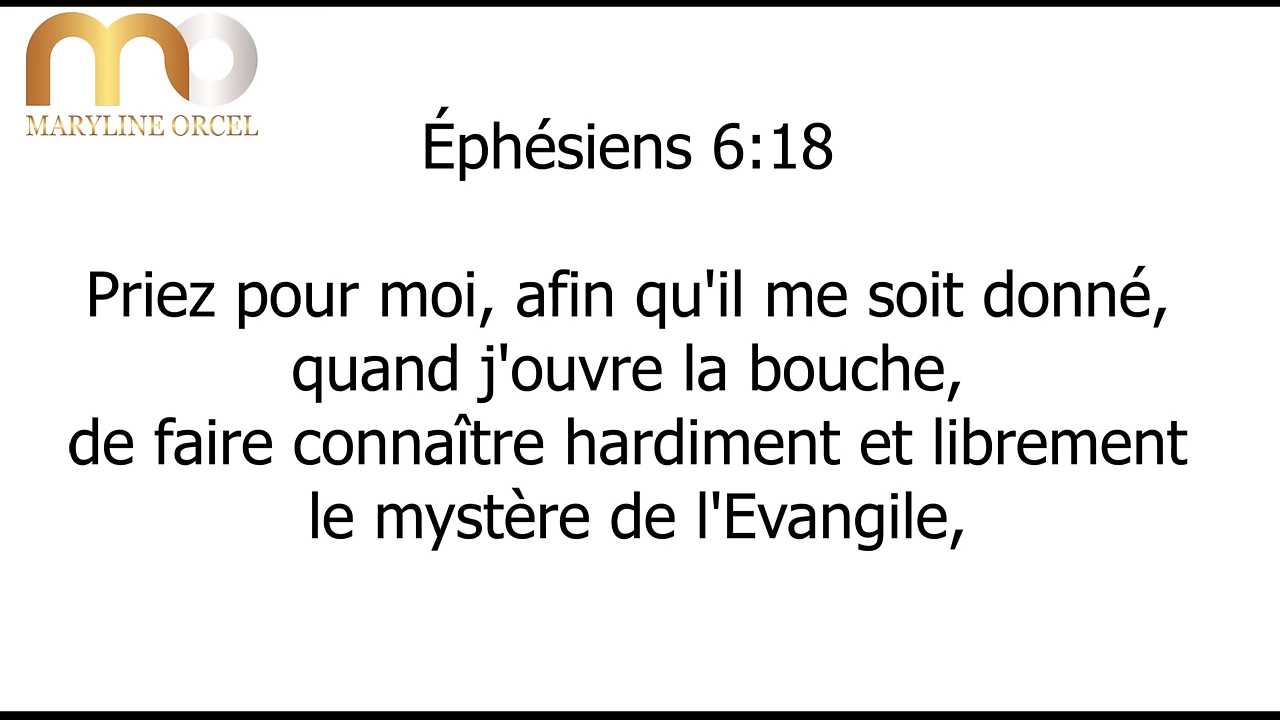 mo
MARYLINE ORCEL
Éphésiens 6:18
Priez pour moi, afin qu'il me soit donné,
quand j'ouvre la bouche,
de faire connaître hardiment et librement
le mystère de l'Evangile,